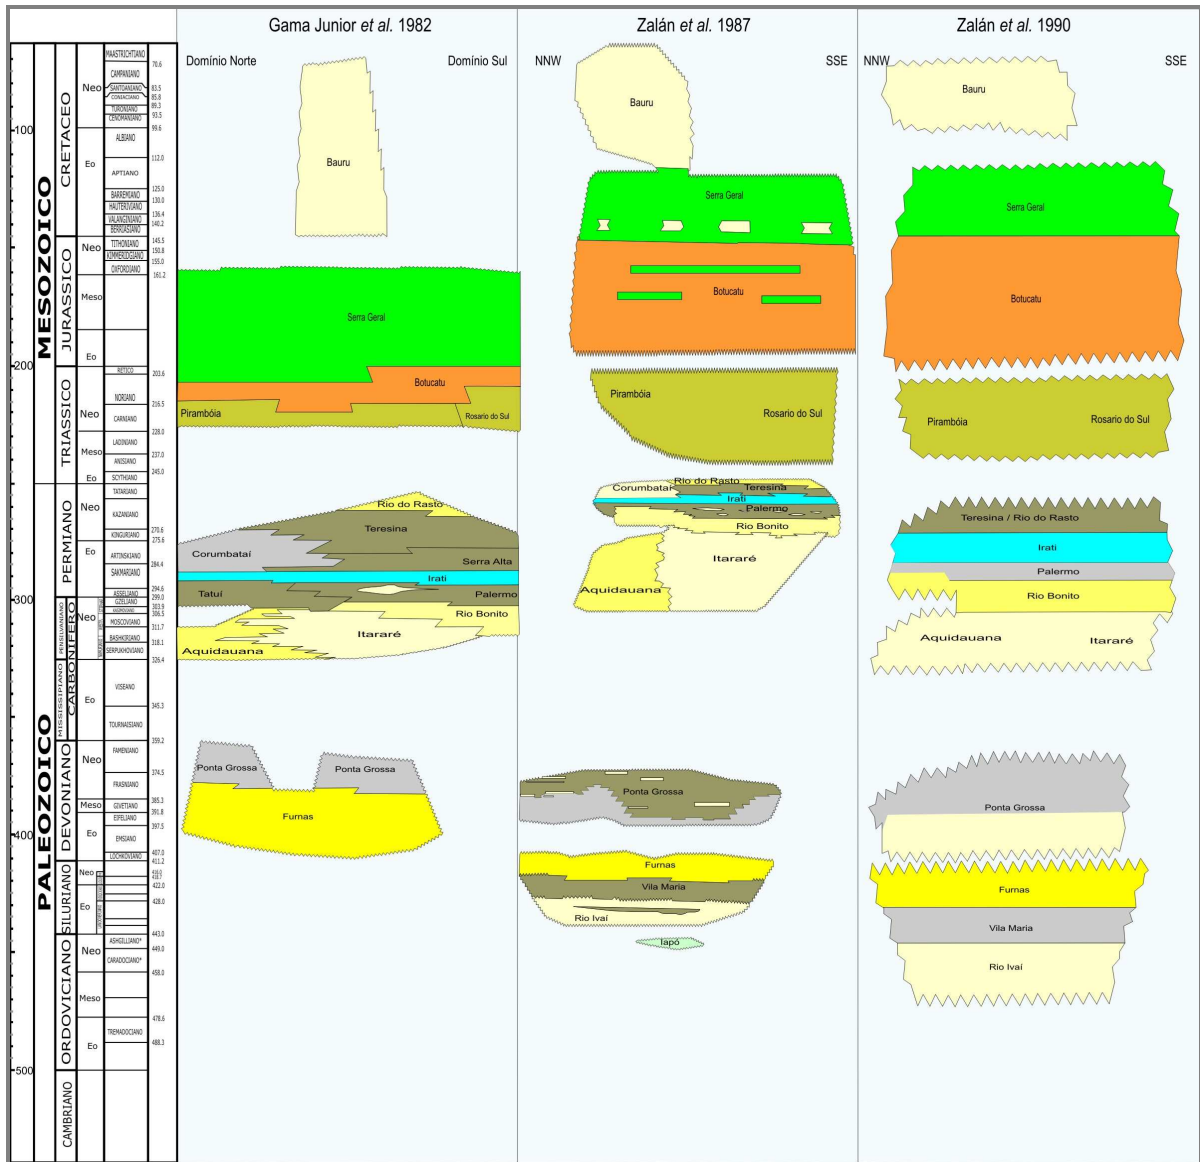 Gama Junior et al. 1982
Zalán et al. 1987
Zalán et al. 1990
Domínio Norte
Domínio Sul
NNW
SSE
NNW
SSE
MESOZOICO
PALEOZOICO
100
200
300
400
500
CRETACEO
JURASSICO
TRIASSICO
PERMIANO
CARBONIFERO
PENSILVANIANO
MISSISSIPIANO
DEVONIANO
SILURIANO
ORDOVICIANO
CAMBRIANO
Neo
Eo
Neo
Meso
Eo
Neo
Meso
Eo
Neo
Eo
Neo
Eo
Neo
Meso
Eo
Neo
Eo
Neo
Meso
Eo
MAASTRICHTIANO
70.6
CAMPANIANO
SANTOANIANO
83.5
CONIACIANO
85.8
89.3
TURONIANO
93.5
CENOMANIANO
99.6
ALBIANO
112.0
APTIANO
125.0
BARREMIANO
130.0
HAUTERIVIANO
136.4
VALANGINIANO
140.2
BERRIASIANO
145.5
TITHONIANO
150.8
KIMMERIDGIANO
155.0
OXFORDIANO
161.2
RETICO
203.6
NORIANO
216.5
CARNIANO
228.0
LADINIANO
237.0
ANISIANO
245.0
SCYTHIANO
TATARIANO
KAZANIANO
270.6
KINGURIANO
275.6
ARTINSKIANO
284.4
SAKMARIANO
294.6
ASSELIANO
299.0
GZELIANO
303.9
306.5
MOSCOVIANO
311.7
BASHKIRIANO
318.1
SERPUKHOVIANO
326.4
VISEANO
345.3
TOURNAISIANO
359.2
FAMENIANO
374.5
FRASNIANO
385.3
GIVETIANO
391.8
EIFELIANO
397.5
EMSIANO
407.0
LOCHKOVIANO
411.2
416.0
418.7
422.0
428.0
443.0
ASHGILLIANO*
449.0
CARADOCIANO*
458.0
478.6
TREMADOCIANO
488.3
Bauru
Serra Geral
Botucatu
Pirambóia
Rosario do Sul
Rio do Rasto
Teresina
Corumbataí
Serra Alta
Irati
Tatuí
Palermo
Rio Bonito
Itararé
Aquidauana
Ponta Grossa
Ponta Grossa
Furnas
Bauru
Serra Geral
Botucatu
Pirambóia
Rosario do Sul
Rio do Rasto
Corumbatai
Teresina
Irati
Palermo
Rio Bonito
Itararé
Aquidauana
Ponta Grossa
Furnas
Vila Maria
Rio Ivaí
Iapó
Bauru
Serra Geral
Botucatu
Pirambóia
Rosario do Sul
Teresina / Rio do Rasto
Irati
Palermo
Rio Bonito
Aquidauana
Itararé
Ponta Grossa
Furnas
Vila Maria
Rio Ivaí